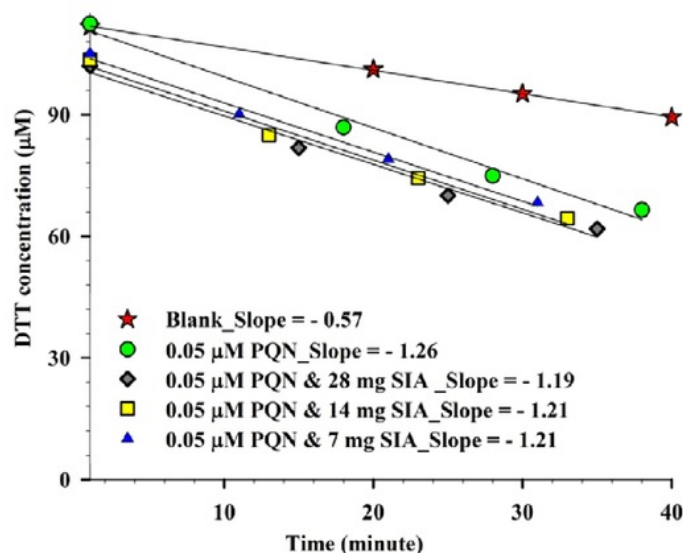 DTT concentration (µM)
90
60
30
0
Blank_Slope = - 0.57
0.05 µM PQN_Slope = - 1.26
0.05 µM PQN & 28 mg SIA _Slope = - 1.19
0.05 µM PQN & 14 mg SIA_Slope = - 1.21
0.05 µM PQN & 7 mg SIA_Slope = - 1.21
10 20 30 40
Time (minute)